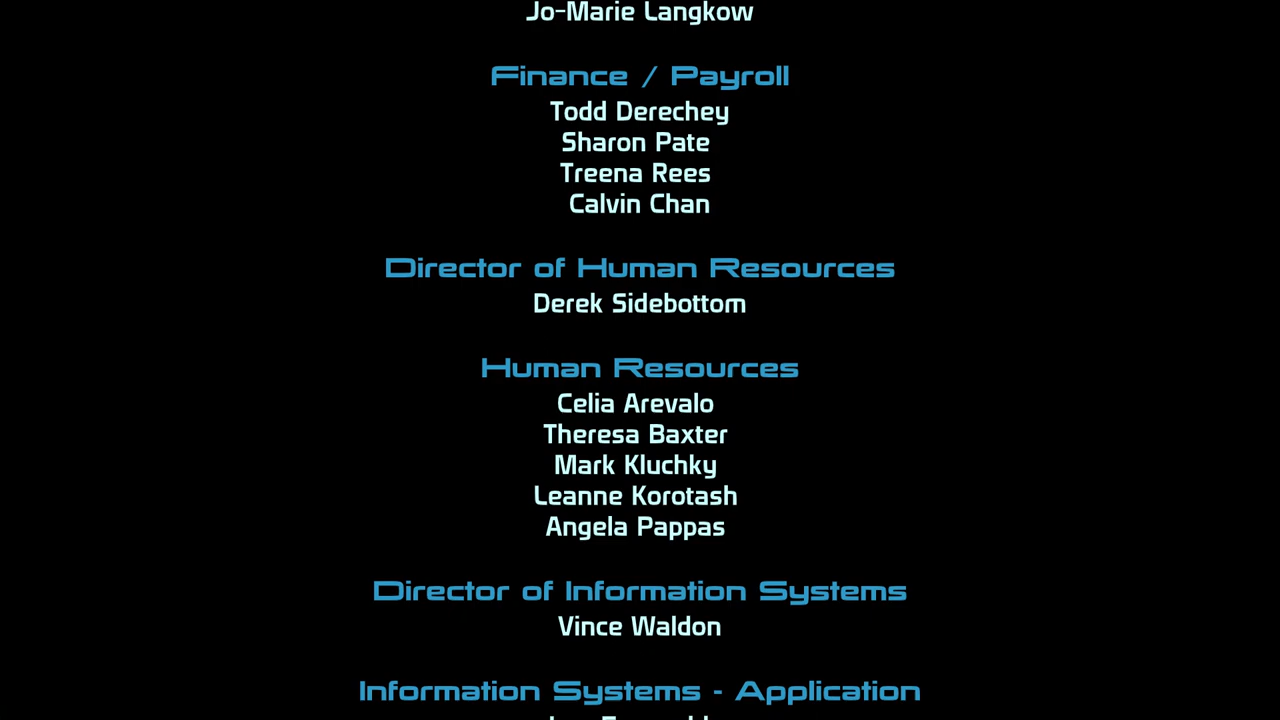 Jo-Marie Langkow
Finance / Payroll
Todd Derechey
Sharon Pate
Treena Rees
Calvin Chan
Director of Human Resources
Derek Sidebottom
Human Resources
Celia Arevalo
Theresa Baxter
Mark Kluchky
Leanne Korotash
Angela Pappas
Director of Information Systems
Vince Waldon
Information Systems - Application